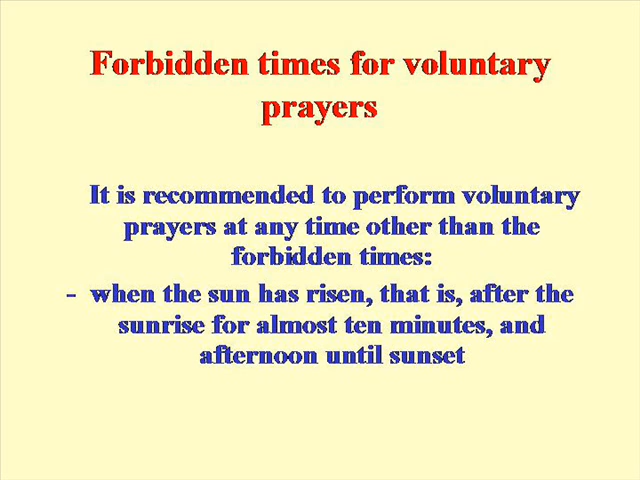 Forbidden times for voluntary
prayers
It is recommended to perform voluntary
prayers at any time other than the
forbidden times:
- when the sun has risen, that is, after the
sunrise for almost ten minutes, and
afternoon until sunset